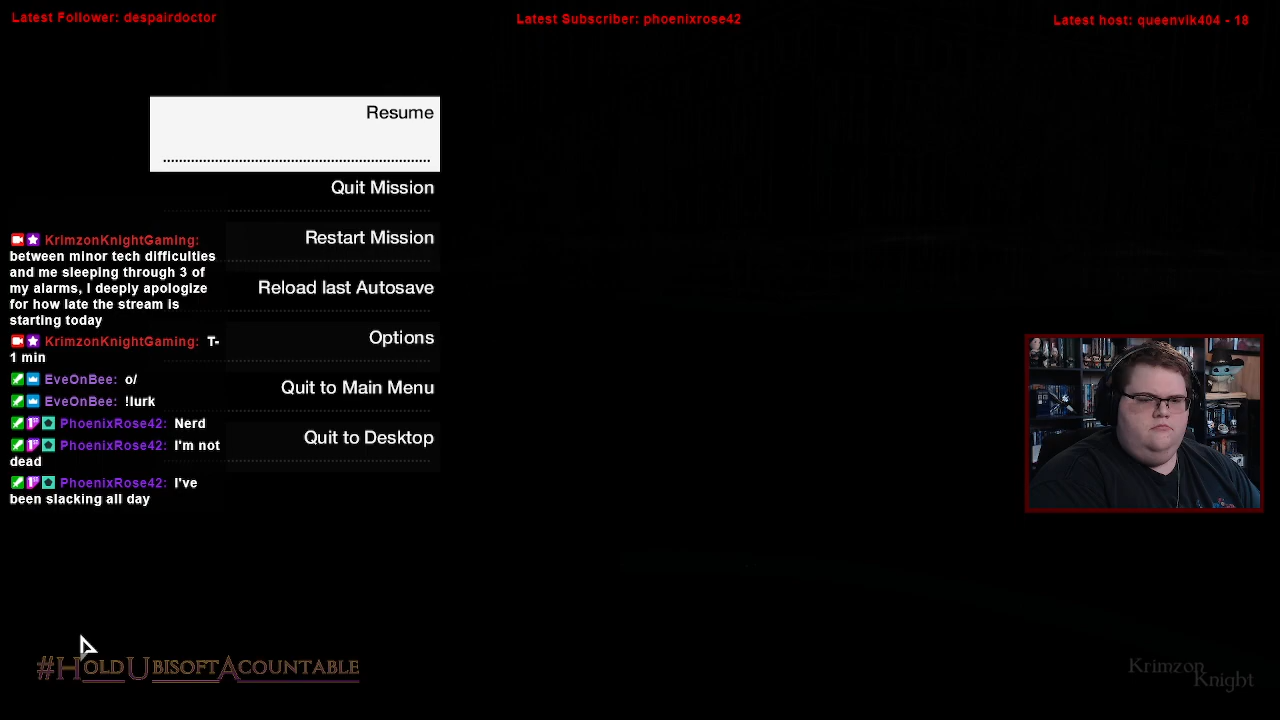 Latest Follower: despairdoctor
Latest Subscriber: phoenixrose42
Latest host: queenvik404 - 18
Resume
Quit Mission
Restart Mission
Reload last Autosave
Options
Quit to Main Menu
Quit to Desktop
KrimzonKnightGaming:
between minor tech difficulties
and me sleeping through 3 of
my alarms, I deeply apologize
for how late the stream is
starting today
KrimzonKnightGaming: T-
1 min
EveOnBee: o/
EveOnBee: !lurk
PhoenixRose42: Nerd
PhoenixRose42: I'm not
dead
PhoenixRose42: I've
been slacking all day
#HoldUbisoftAcountable
Krimzon
Knight